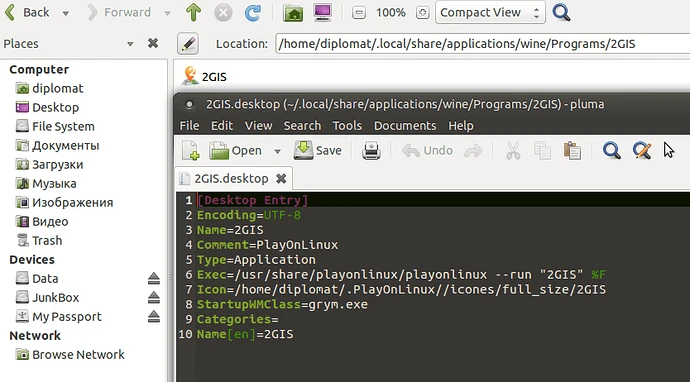 Back Forward 100% Compact View
Places Location: /home/diplomat/.local/share/applications/wine/Programs/2GIS
Computer
diplomat
Desktop
File System
Документы
Загрузки
Музыка
Изображения
Видео
Trash
Devices
Data
JunkBox
My Passport
Network
Browse Network
2GIS
2GIS.desktop (~/.local/share/applications/wine/Programs/2GIS) - pluma
File Edit View Search Tools Documents Help
Open Save Undo
2GIS.desktop
1 [Desktop Entry]
2 Encoding=UTF-8
3 Name=2GIS
4 Comment=PlayOnLinux
5 Type=Application
6 Exec=/usr/share/playonlinux/playonlinux --run "2GIS" %F
7 Icon=/home/diplomat/.PlayOnLinux//icones/full_size/2GIS
8 StartupWMClass=grym.exe
9 Categories=
10 Name[en]=2GIS